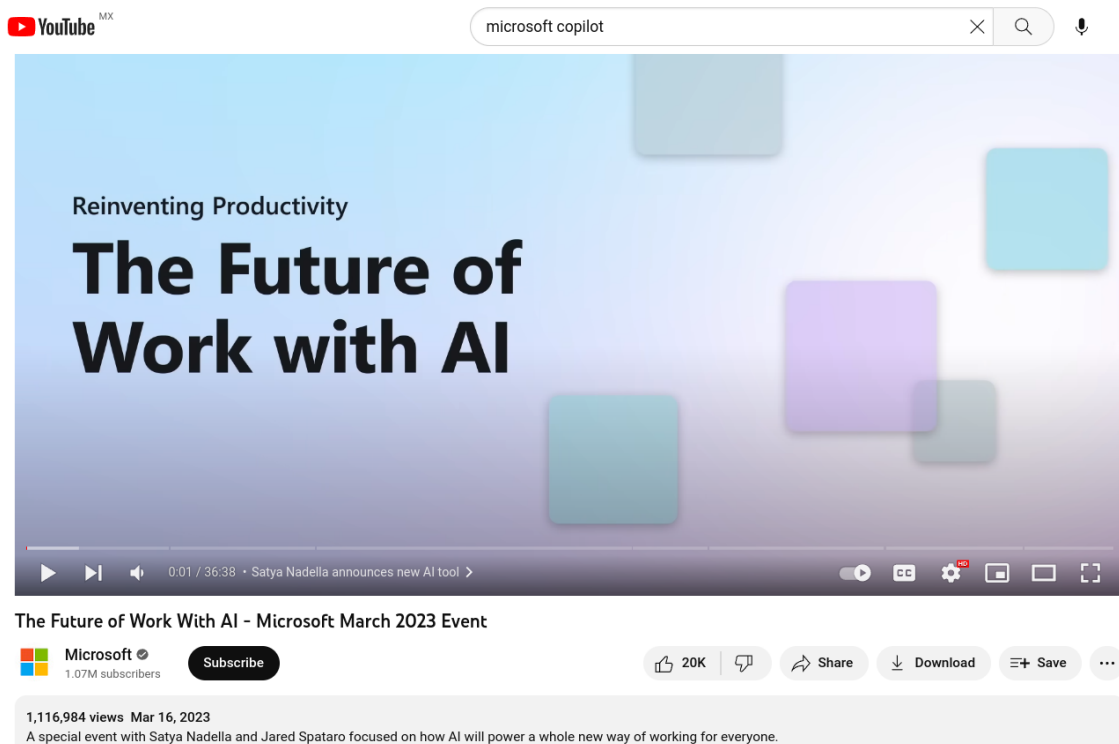 YouTube MX
microsoft copilot
Reinventing Productivity
The Future of
Work with AI
0:01 / 36:38 • Satya Nadella announces new AI tool
CC
HD
The Future of Work With AI - Microsoft March 2023 Event
Microsoft
1.07M subscribers
Subscribe
20K
Share
Download
Save
1,116,984 views Mar 16, 2023
A special event with Satya Nadella and Jared Spataro focused on how AI will power a whole new way of working for everyone.